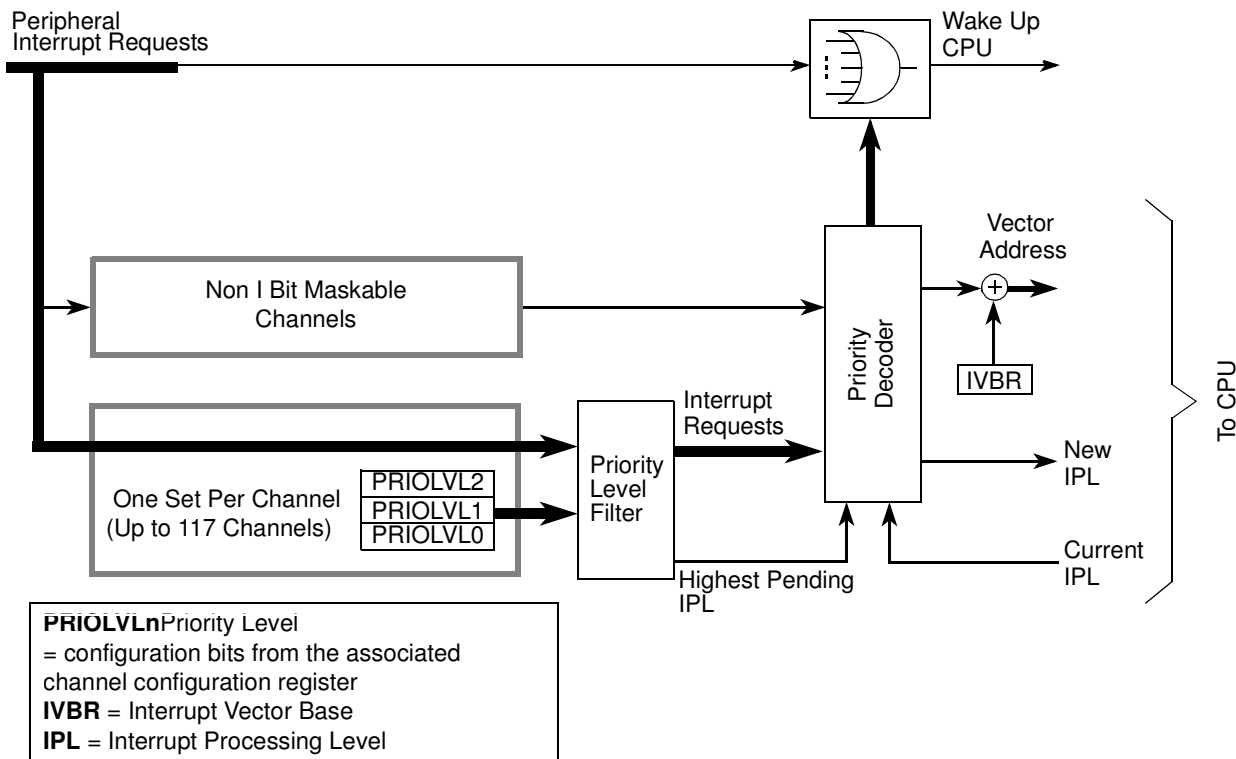 Peripheral
Interrupt Requests
Wake Up
CPU
Vector
Address
Non I Bit Maskable
Channels
+
Priority
Decoder
IVBR
To CPU
Interrupt
Requests
New
IPL
Priority
Level
Filter
One Set Per Channel
(Up to 117 Channels)
PRIOLVL2
PRIOLVL1
PRIOLVL0
Current
IPL
Highest Pending
IPL
PRIOLVLnPriority Level
= configuration bits from the associated
channel configuration register
IVBR = Interrupt Vector Base
IPL = Interrupt Processing Level